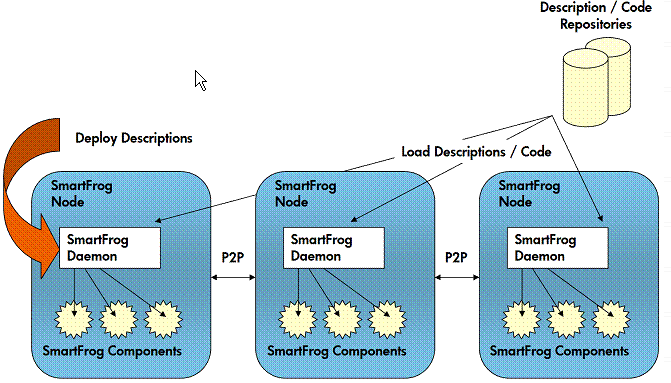 Description / Code
Repositories
Deploy Descriptions
Load Descriptions / Code
SmartFrog
Node
SmartFrog
Node
SmartFrog
Node
SmartFrog
Daemon
P2P
SmartFrog
Daemon
P2P
SmartFrog
Daemon
SmartFrog Components
SmartFrog Components
SmartFrog Components